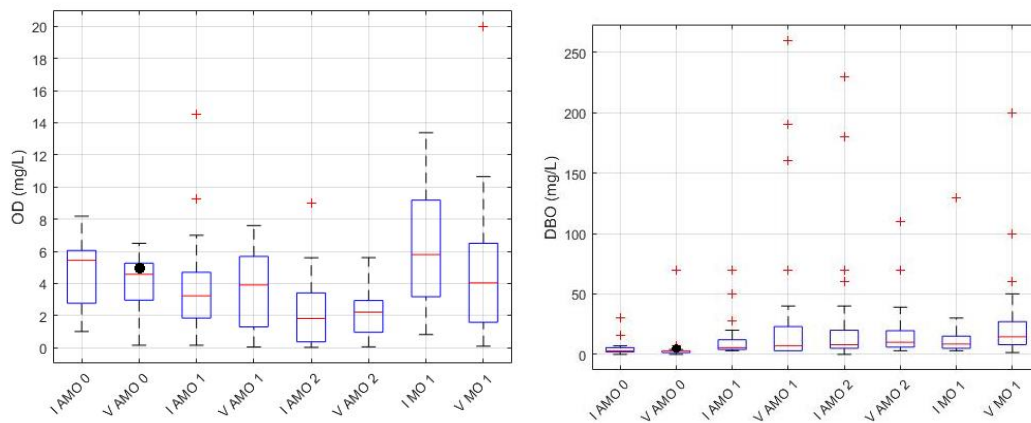 OD (mg/L)
20
18
16
14
12
10
8
6
4
2
0
I AMO 0
V AMO 0
I AMO 1
V AMO 1
I AMO 2
V AMO 2
I MO 1
V MO 1
DBO (mg/L)
250
200
150
100
50
0
I AMO 0
V AMO 0
I AMO 1
V AMO 1
I AMO 2
V AMO 2
I MO 1
V MO 1